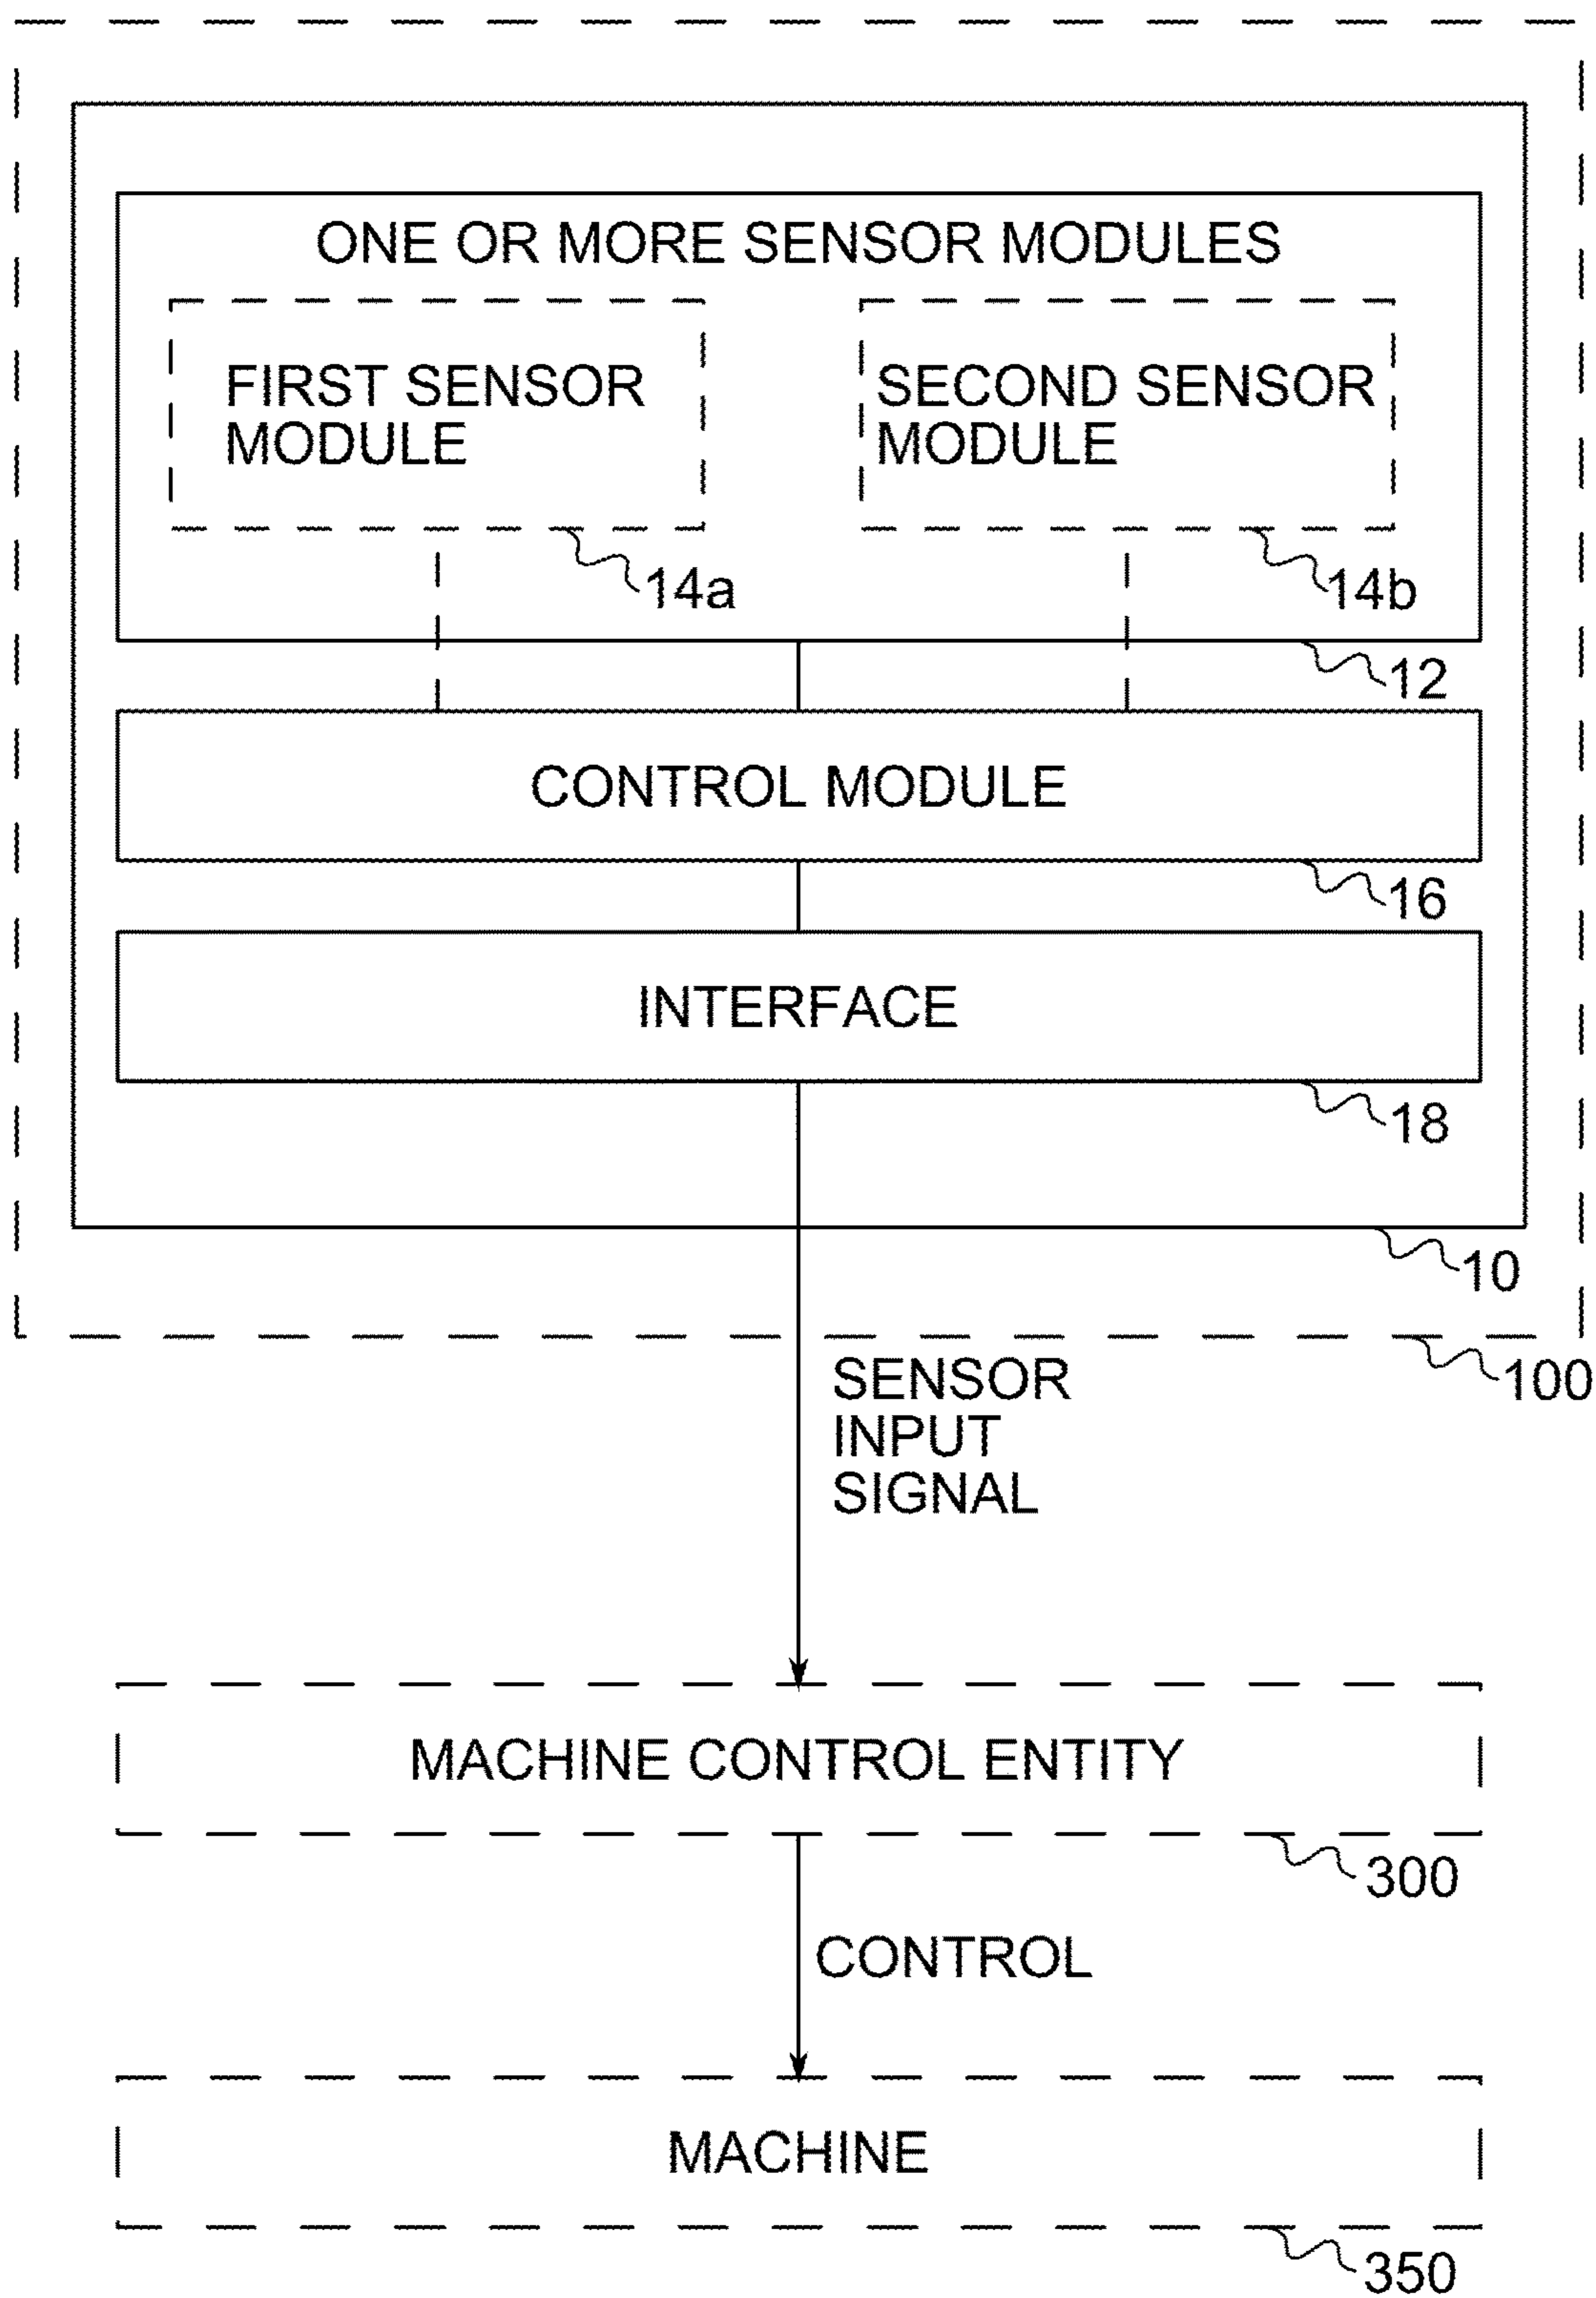 ONE OR MORE SENSOR MODULES
FIRST SENSOR
MODULE
SECOND SENSOR
MODULE
14a
14b
12
CONTROL MODULE
16
INTERFACE
18
10
100
SENSOR
INPUT
SIGNAL
MACHINE CONTROL ENTITY
300
CONTROL
MACHINE
350